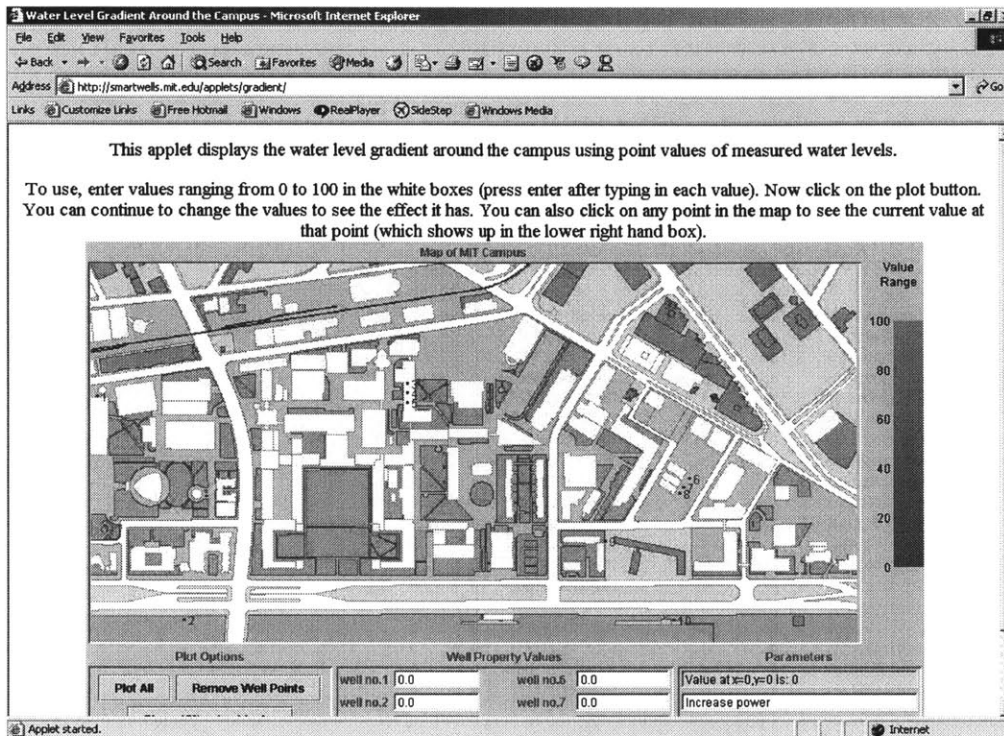 Water Level Gradient Around the Campus - Microsoft Internet Explorer
File Edit View Favorites Tools Help
Back Search Favorites Media
Address http://smartwells.mit.edu/applets/gradient/ Go
Links Customize Links Free Hotmail Windows RealPlayer SideStep Windows Media
This applet displays the water level gradient around the campus using point values of measured water levels.
To use, enter values ranging from 0 to 100 in the white boxes (press enter after typing in each value). Now click on the plot button.
You can continue to change the values to see the effect it has. You can also click on any point in the map to see the current value at
that point (which shows up in the lower right hand box).
Map of MIT Campus
Value
Range
100
80
60
40
20
0
6
8
2
10
Plot Options Well Property Values Parameters
Plot All Remove Well Points
well no.1 0.0 well no.6 0.0 Value at x=0,y=0 is: 0
well no.2 0.0 well no.7 0.0 Increase power
Applet started. Internet